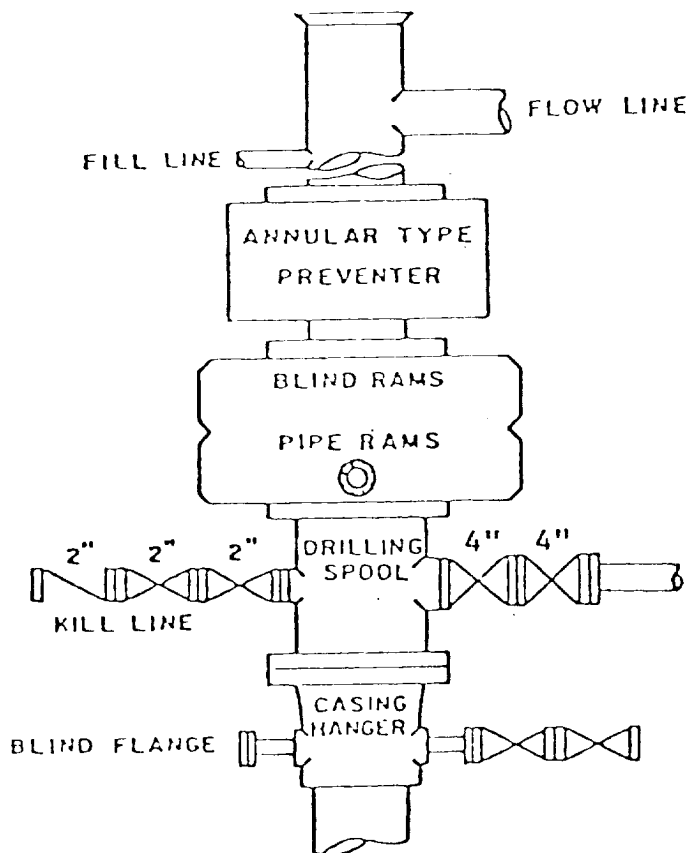 FLOW LINE
FILL LINE
ANNULAR TYPE
PREVENTER
BLIND RAMS
PIPE RAMS
2" 2" 2"
DRILLING
SPOOL
4" 4"
KILL LINE
CASING
HANGER
BLIND FLANGE